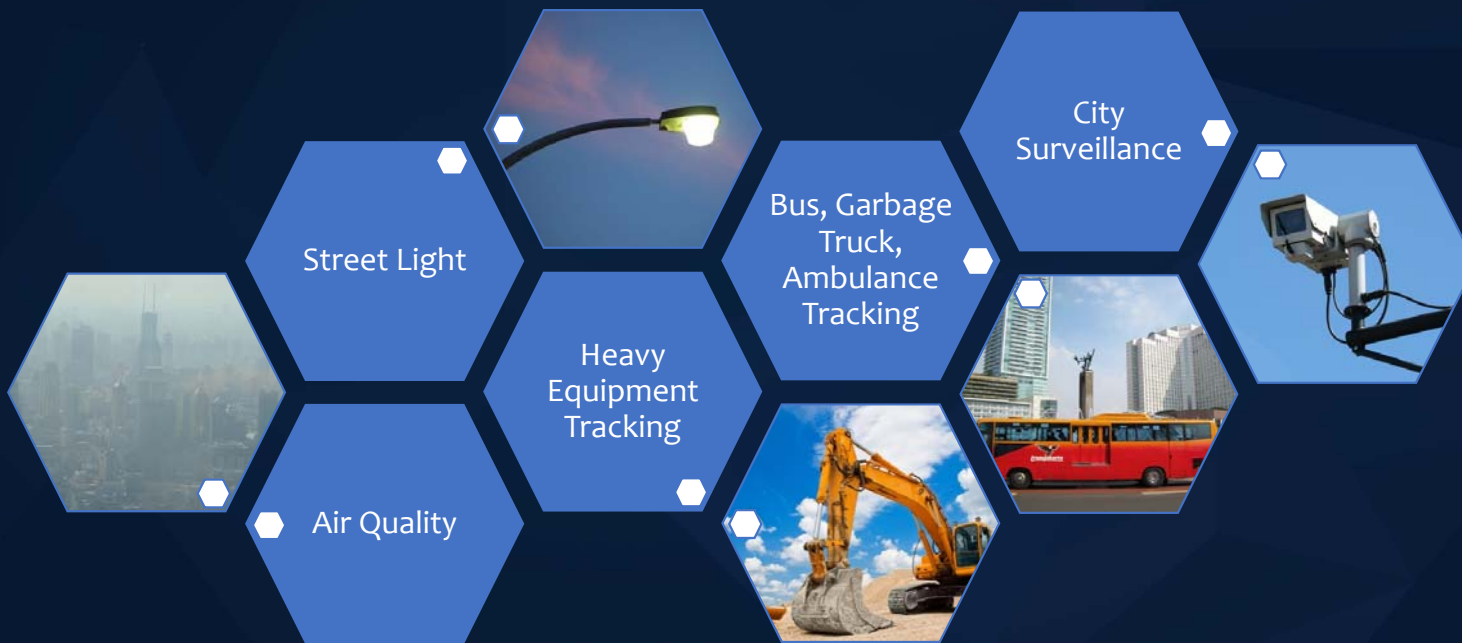 Street Light
Air Quality
Heavy
Equipment
Tracking
Bus, Garbage
Truck,
Ambulance
Tracking
City
Surveillance